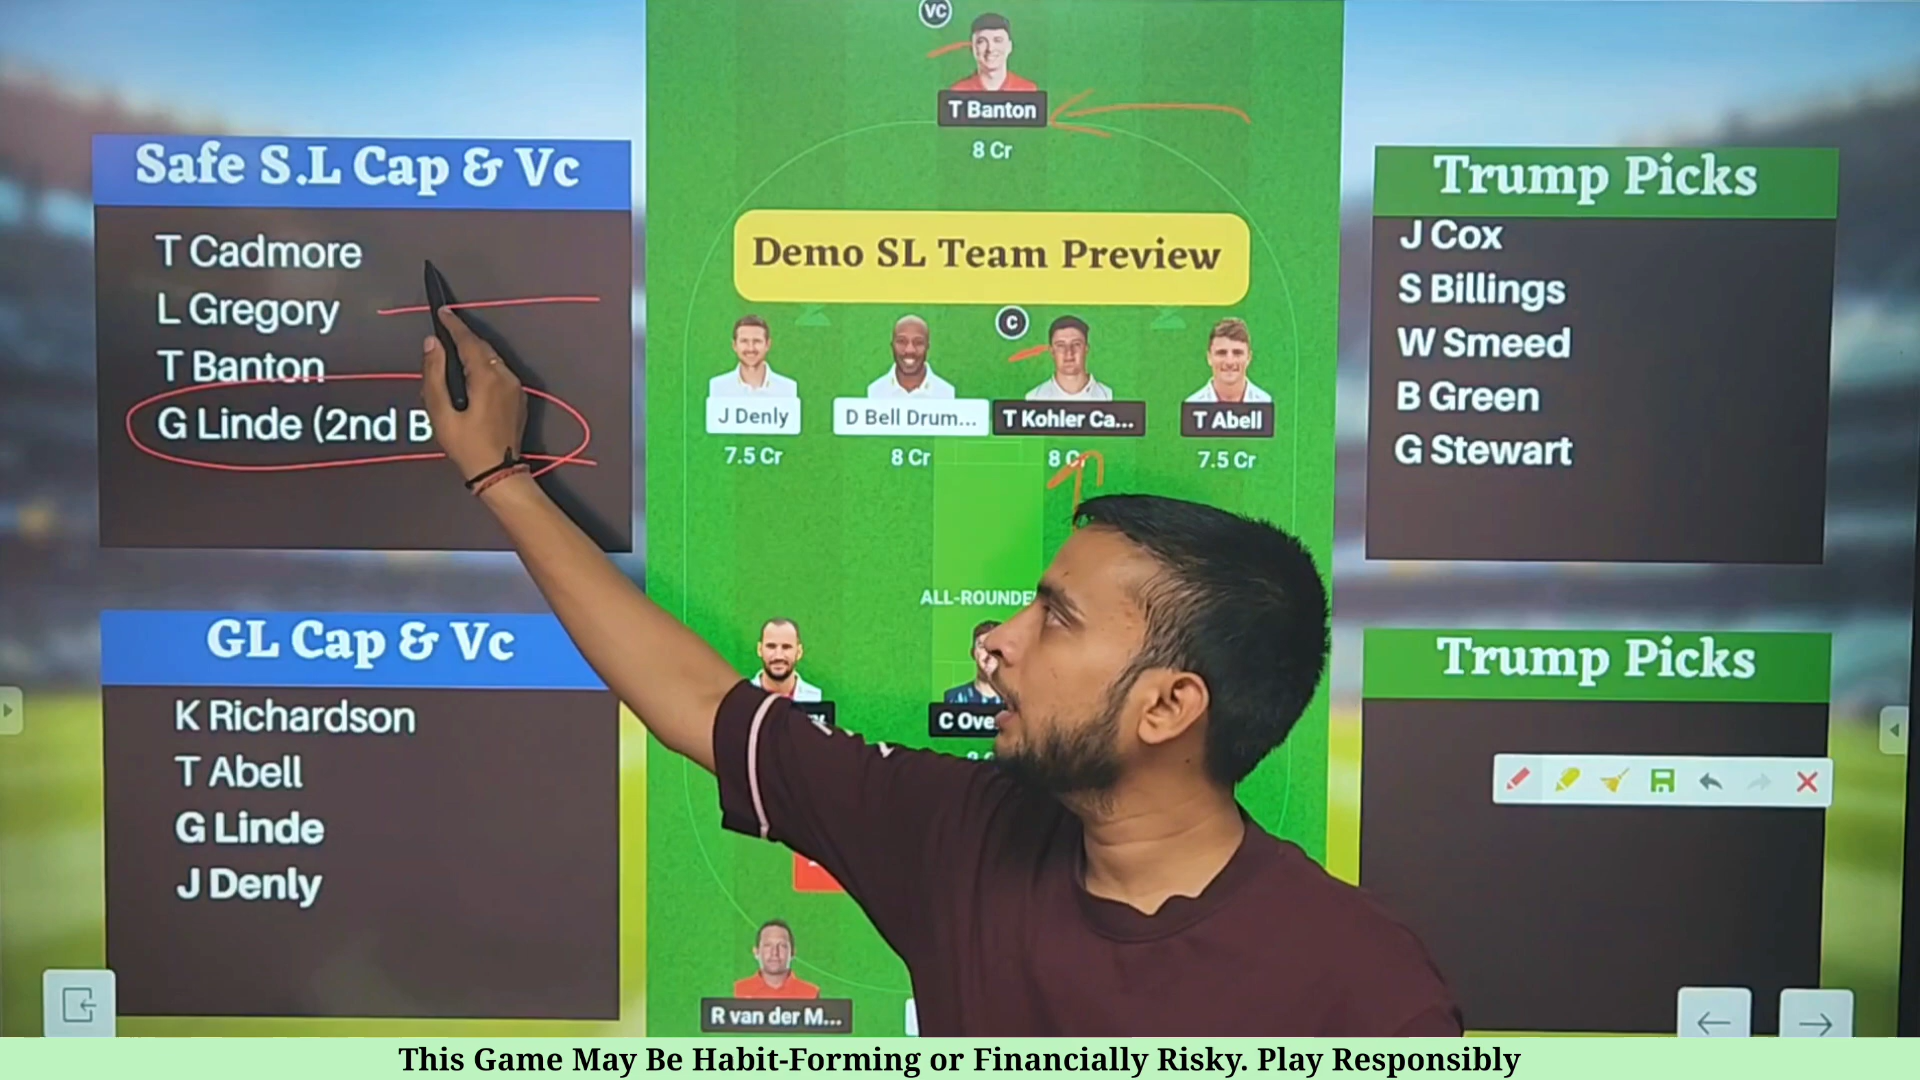 VC
T Banton
8 Cr
Safe S.L Cap & Vc
T Cadmore
L Gregory
T Banton
G Linde (2nd B
Demo SL Team Preview
C
J Denly
D Bell Drum...
T Kohler Ca...
T Abell
7.5 Cr
8 Cr
8 Cr
7.5 Cr
Trump Picks
J Cox
S Billings
W Smeed
B Green
G Stewart
ALL-ROUNDE
C Ove
GL Cap & Vc
K Richardson
T Abell
G Linde
J Denly
Trump Picks
R van der M...
This Game May Be Habit-Forming or Financially Risky. Play Responsibly